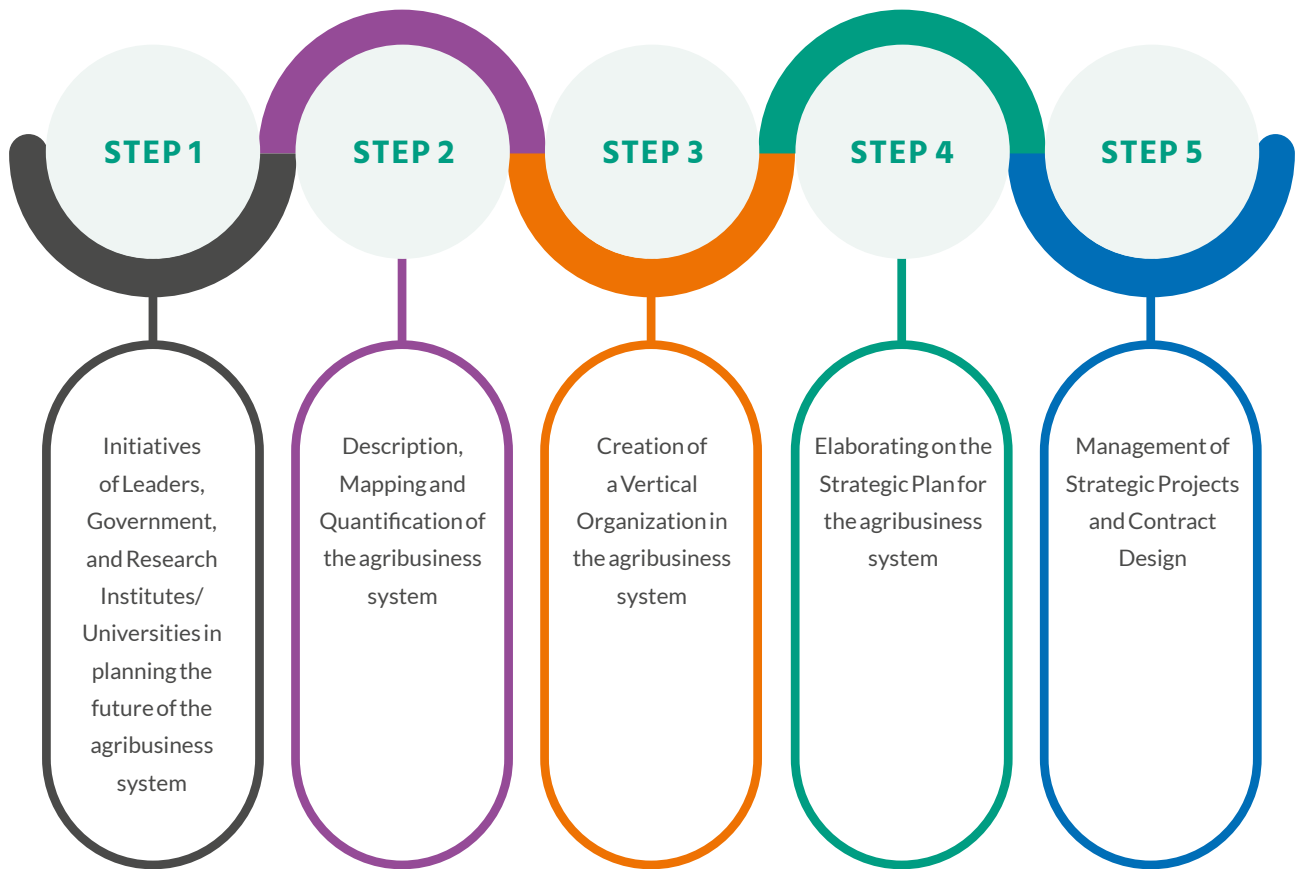 STEP 1
STEP 2
STEP 3
STEP 4
STEP 5
Initiatives
of Leaders,
Government,
and Research
Institutes/
Universities in
planning the
future of the
agribusiness
system
Description,
Mapping and
Quantification of
the agribusiness
system
Creation of
a Vertical
Organization in
the agribusiness
system
Elaborating on the
Strategic Plan for
the agribusiness
system
Management of
Strategic Projects
and Contract
Design